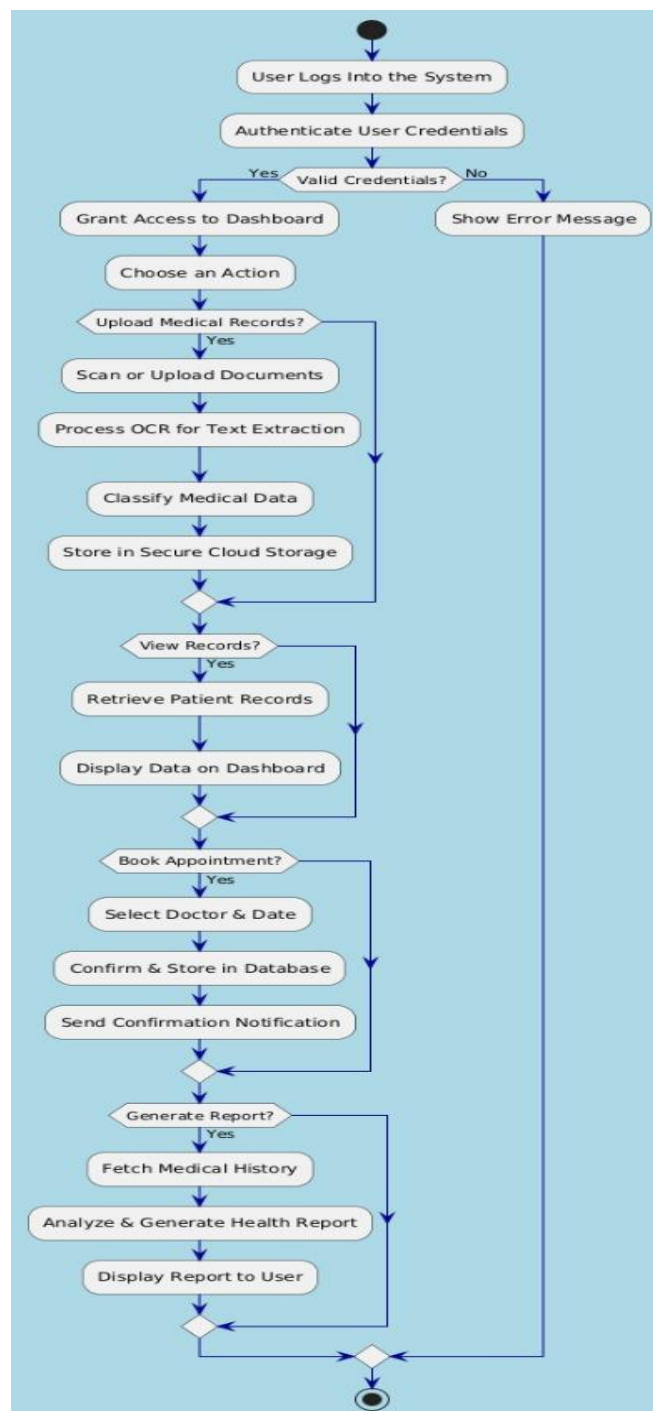 User Logs Into the System
Authenticate User Credentials
Yes
Valid Credentials?
No
Grant Access to Dashboard
Show Error Message
Choose an Action
Upload Medical Records?
Yes
Scan or Upload Documents
Process OCR for Text Extraction
Classify Medical Data
Store in Secure Cloud Storage
View Records?
Yes
Retrieve Patient Records
Display Data on Dashboard
Book Appointment?
Yes
Select Doctor & Date
Confirm & Store in Database
Send Confirmation Notification
Generate Report?
Yes
Fetch Medical History
Analyze & Generate Health Report
Display Report to User